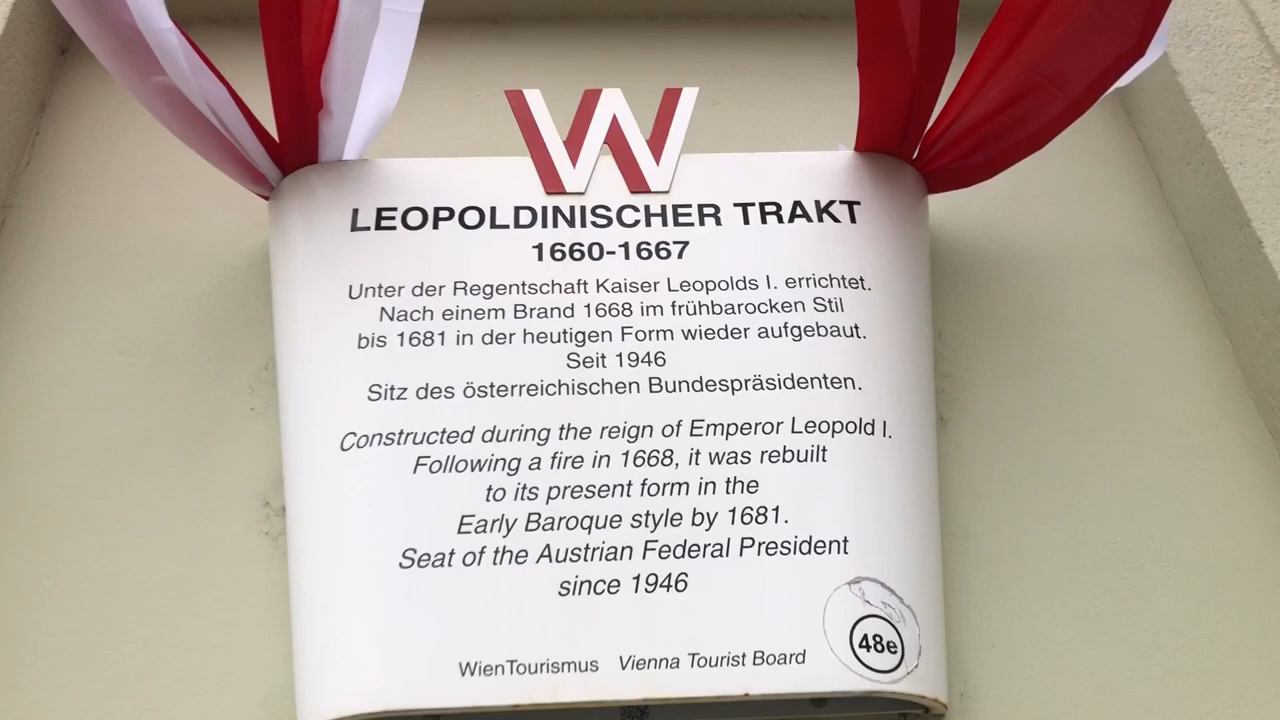 W
LEOPOLDINISCHER TRAKT
1660-1667
Unter der Regentschaft Kaiser Leopolds I. errichtet.
Nach einem Brand 1668 im frühbarocken Stil
bis 1681 in der heutigen Form wieder aufgebaut.
Seit 1946
Sitz des österreichischen Bundespräsidenten.
Constructed during the reign of Emperor Leopold I.
Following a fire in 1668, it was rebuilt
to its present form in the
Early Baroque style by 1681.
Seat of the Austrian Federal President
since 1946
48e
WienTourismus Vienna Tourist Board